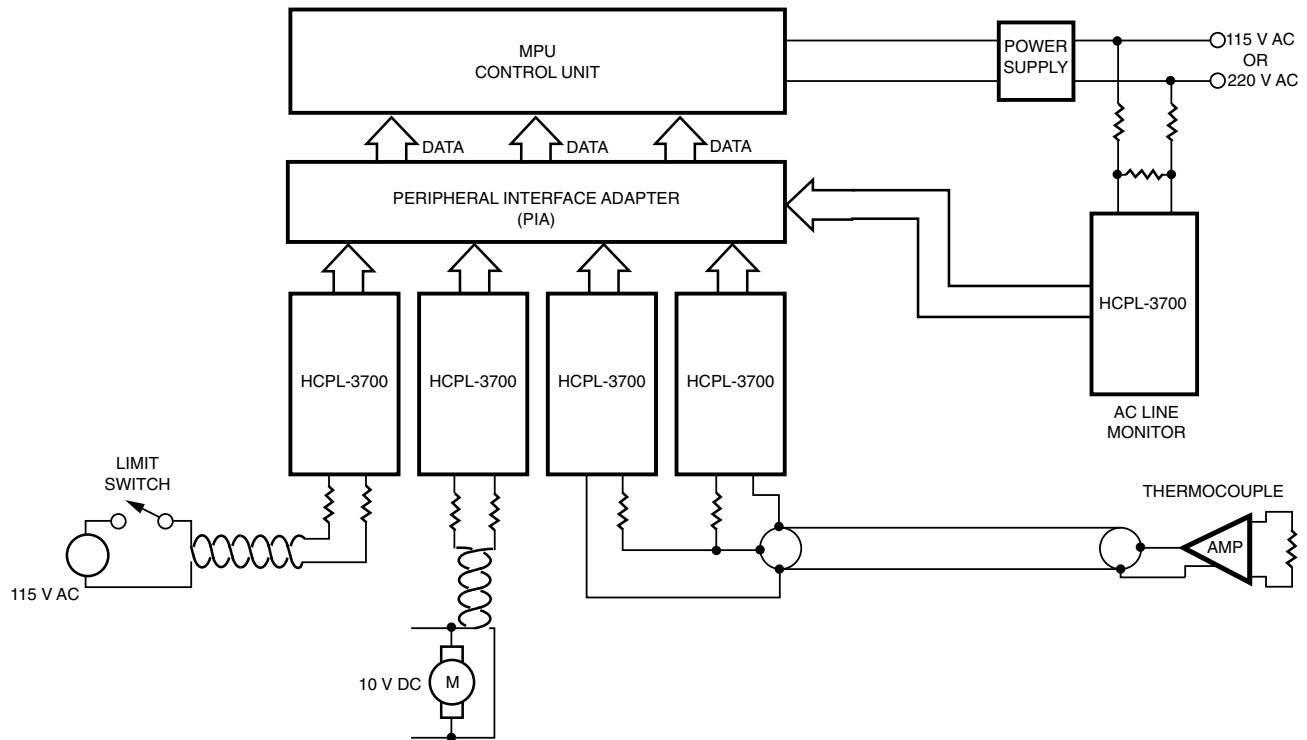 MPU
CONTROL UNIT
POWER
SUPPLY
115 V AC
OR
220 V AC
DATA
DATA
DATA
PERIPHERAL INTERFACE ADAPTER
(PIA)
HCPL-3700
HCPL-3700
HCPL-3700
HCPL-3700
HCPL-3700
AC LINE
MONITOR
LIMIT
SWITCH
115 V AC
THERMOCOUPLE
AMP
10 V DC
M